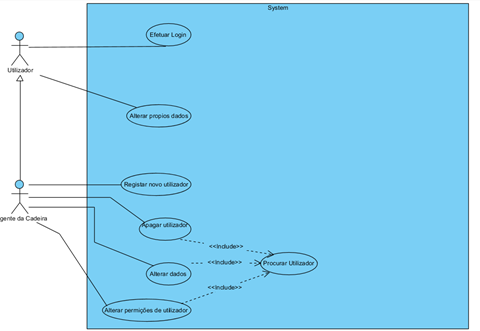 System
Efetuar Login
Utilizador
Alterar propios dados
Registar novo utilizador
gente da Cadeira
Apagar utilizador
<<Include>>
<<Include>>
Procurar Utilizador
Alterar dados
<<Include>>
Alterar permições de utilizador